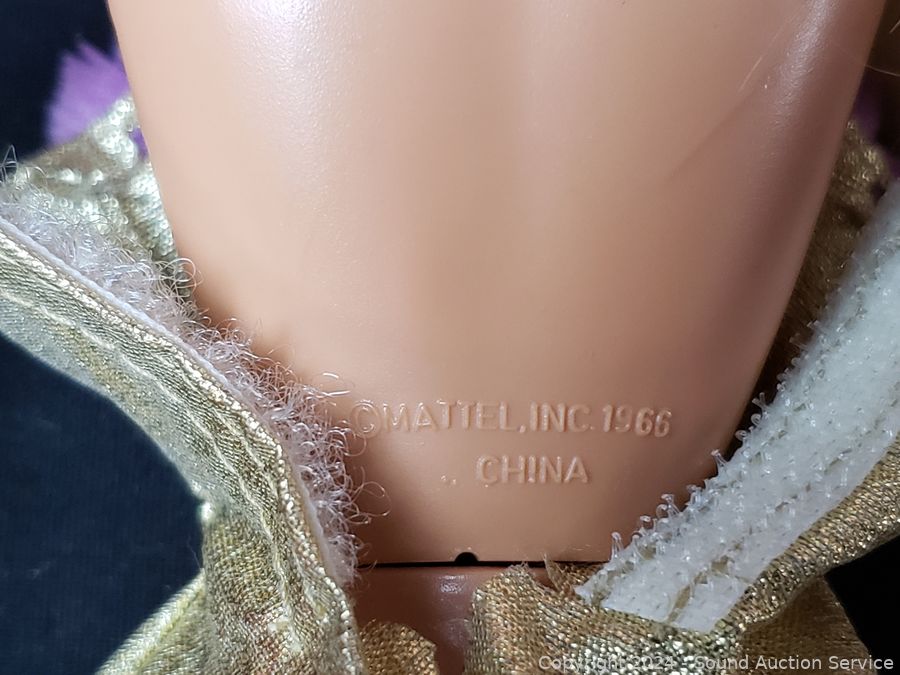 ©MATTEL, INC. 1966
CHINA
Copyright 2024 - Sound Auction Service